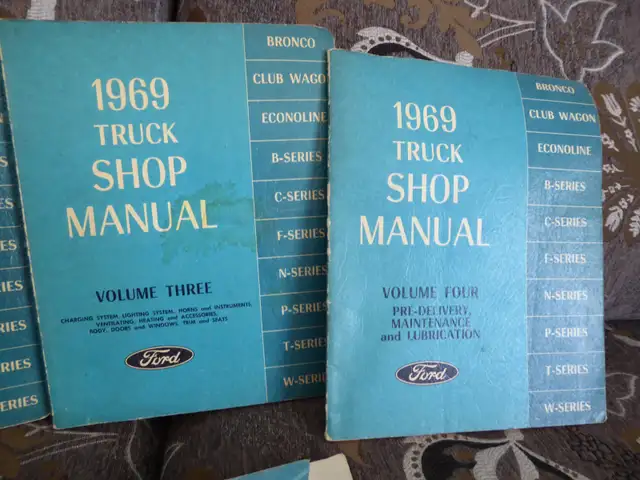 1969
TRUCK
SHOP
MANUAL
VOLUME THREE
CHARGING SYSTEM, LIGHTING SYSTEM, HORNS and INSTRUMENTS,
VENTILATING, HEATING and ACCESSORIES,
BODY, DOORS and WINDOWS, TRIM and SEATS
Ford
BRONCO
CLUB WAGO
ECONOLINE
B-SERIES
C-SERIES
F-SERIES
N-SERIES
P-SERIES
T-SERIES
W-SERIES
1969
TRUCK
SHOP
MANUAL
VOLUME FOUR
PRE-DELIVERY,
MAINTENANCE
and LUBRICATION
Ford
BRONCO
CLUB WAGON
ECONOLINE
B-SERIES
C-SERIES
F-SERIES
N-SERIES
P-SERIES
T-SERIES
W-SERIES